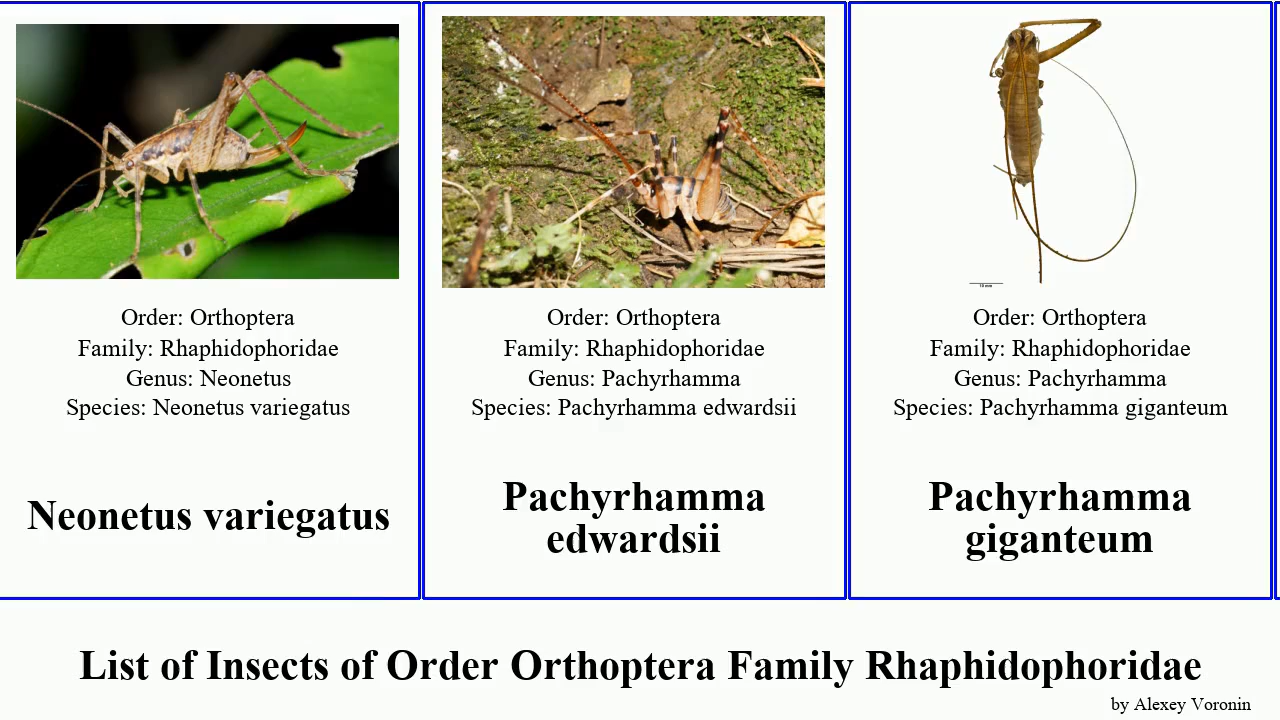 Order: Orthoptera
Family: Rhaphidophoridae
Genus: Neonetus
Species: Neonetus variegatus
Neonetus variegatus
Order: Orthoptera
Family: Rhaphidophoridae
Genus: Pachyrhamma
Species: Pachyrhamma edwardsii
Pachyrhamma
edwardsii
10 mm
Order: Orthoptera
Family: Rhaphidophoridae
Genus: Pachyrhamma
Species: Pachyrhamma giganteum
Pachyrhamma
giganteum
List of Insects of Order Orthoptera Family Rhaphidophoridae
by Alexey Voronin